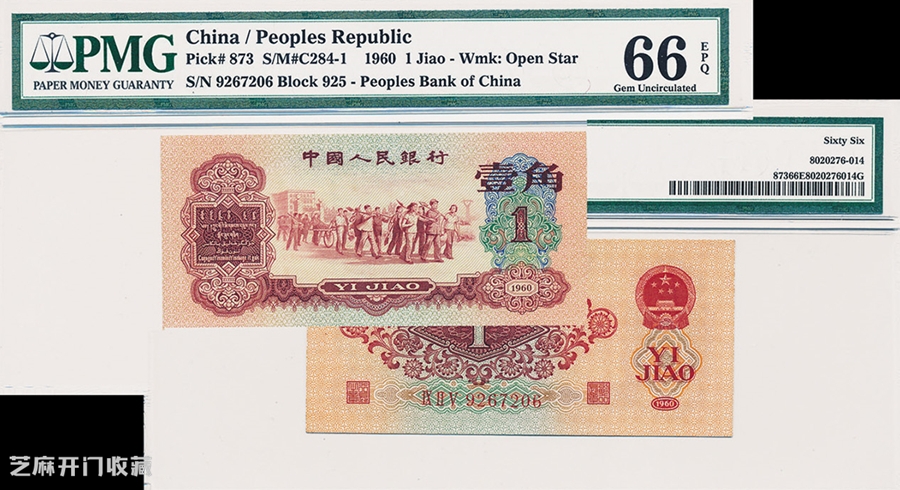 PMG
PAPER MONEY GUARANTY
China / Peoples Republic
Pick# 873 S/M#C284-1 1960 1 Jiao - Wmk: Open Star
S/N 9267206 Block 925 - Peoples Bank of China
66
EPQ
Gem Uncirculated
Sixty Six
8020276-014
87366E8020276014G
中國人民銀行
壹角
1
YI JIAO
1960
1
YI
JIAO
1960
V 9267206
芝麻开门收藏